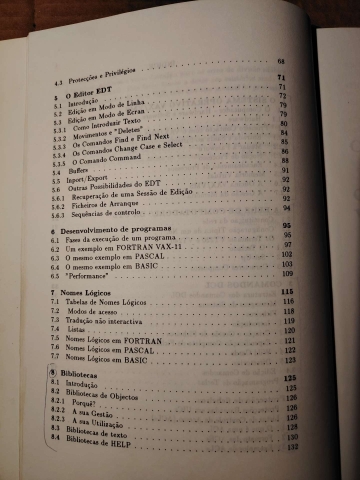 4.3 Protecções e Privilégios 68
5 O Editor EDT 71
5.1 Introdução 71
5.2 Edição em Modo de Linha 72
5.3 Edição em Modo de Ecran 79
5.3.1 Como Introduzir Texto 79
5.3.2 Movimentos e "Deletes" 80
5.3.3 Os Comandos Find e Find Next 84
5.3.4 Os Comandos Change Case e Select 85
5.3.5 O Comando Command 86
5.4 Buffers 88
5.5 Inport/Export 91
5.6 Outras Possibilidades do EDT 92
5.6.1 Recuperação de uma Sessão de Edição 92
5.6.2 Ficheiros de Arranque 92
5.6.3 Sequências de controlo 94
6 Desenvolvimento de programas 95
6.1 Fases da execução de um programa 95
6.2 Um exemplo em FORTRAN VAX-11 97
6.3 O mesmo exemplo em PASCAL 102
6.4 O mesmo exemplo em BASIC 103
6.5 "Performance" 109
7 Nomes Lógicos 115
7.1 Tabelas de Nomes Lógicos 116
7.2 Modos de acesso 118
7.3 Tradução não interactiva 119
7.4 Listas 120
7.5 Nomes Lógicos em FORTRAN 121
7.6 Nomes Lógicos em PASCAL 122
7.7 Nomes Lógicos em BASIC 123
8 Bibliotecas 125
8.1 Introdução 125
8.2 Bibliotecas de Objectos 126
8.2.1 Porquê? 126
8.2.2 A sua Gestão 126
8.2.3 A sua Utilização 128
8.3 Bibliotecas de texto 130
8.4 Bibliotecas de HELP 132